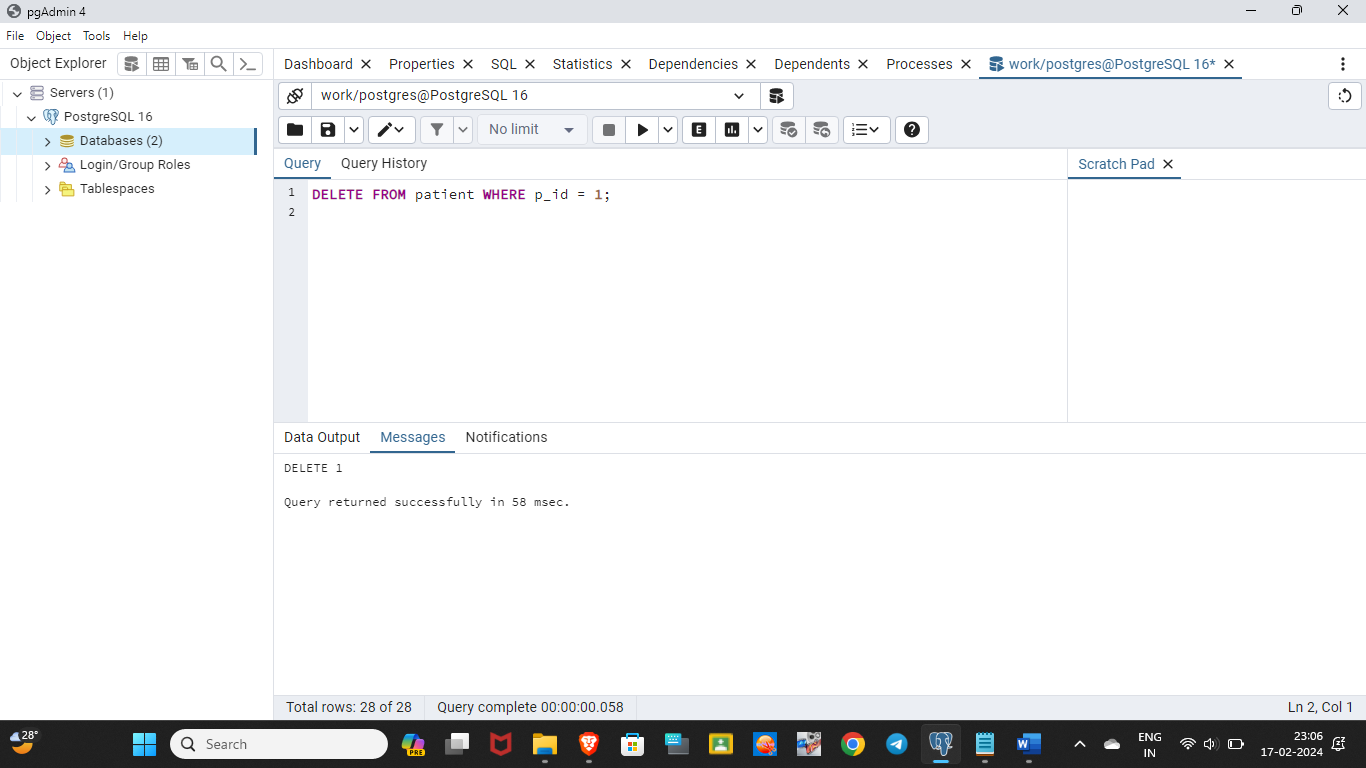 pgAdmin 4
File Object Tools Help
Object Explorer
Dashboard Properties SQL Statistics Dependencies Dependents Processes work/postgres@PostgreSQL 16*
Servers (1)
PostgreSQL 16
Databases (2)
Login/Group Roles
Tablespaces
work/postgres@PostgreSQL 16
No limit
E
Query Query History
Scratch Pad
1 DELETE FROM patient WHERE p_id = 1;
2
Data Output Messages Notifications
DELETE 1
Query returned successfully in 58 msec.
Total rows: 28 of 28 Query complete 00:00:00.058 Ln 2, Col 1
28°
Search
PRE
ENG
IN
23:06
17-02-2024